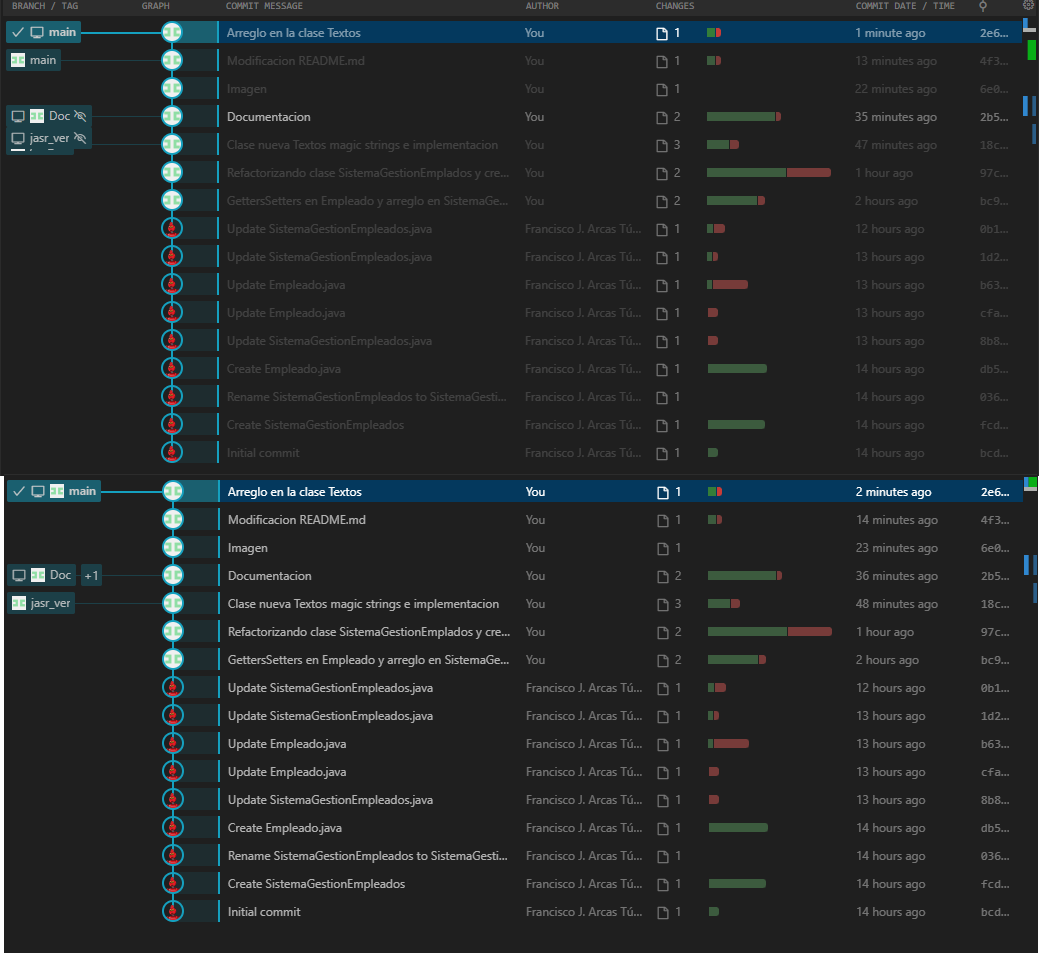 BRANCH / TAG GRAPH COMMIT MESSAGE AUTHOR CHANGES COMMIT DATE / TIME
main Arreglo en la clase Textos You 1 1 minute ago 2e6...
main Modificacion README.md You 1 13 minutes ago 4f3...
Imagen You 1 22 minutes ago 6e0...
Doc Documentacion You 2 35 minutes ago 2b5...
jasr_ver Clase nueva Textos magic strings e implementacion You 3 47 minutes ago 18c...
Refactorizando clase SistemaGestionEmplados y cre... You 2 1 hour ago 97c...
GettersSetters en Empleado y arreglo en SistemaGe... You 2 2 hours ago bc9...
Update SistemaGestionEmpleados.java Francisco J. Arcas Tú... 1 12 hours ago 0b1...
Update SistemaGestionEmpleados.java Francisco J. Arcas Tú... 1 13 hours ago 1d2...
Update Empleado.java Francisco J. Arcas Tú... 1 13 hours ago b63...
Update Empleado.java Francisco J. Arcas Tú... 1 13 hours ago cfa...
Update SistemaGestionEmpleados.java Francisco J. Arcas Tú... 1 13 hours ago 8b8...
Create Empleado.java Francisco J. Arcas Tú... 1 14 hours ago db5...
Rename SistemaGestionEmpleados to SistemaGesti... Francisco J. Arcas Tú... 1 14 hours ago 036...
Create SistemaGestionEmpleados Francisco J. Arcas Tú... 1 14 hours ago fcd...
Initial commit Francisco J. Arcas Tú... 1 14 hours ago bcd...
main Arreglo en la clase Textos You 1 2 minutes ago 2e6...
Modificacion README.md You 1 14 minutes ago 4f3...
Imagen You 1 23 minutes ago 6e0...
Doc +1 Documentacion You 2 36 minutes ago 2b5...
jasr_ver Clase nueva Textos magic strings e implementacion You 3 48 minutes ago 18c...
Refactorizando clase SistemaGestionEmplados y cre... You 2 1 hour ago 97c...
GettersSetters en Empleado y arreglo en SistemaGe... You 2 2 hours ago bc9...
Update SistemaGestionEmpleados.java Francisco J. Arcas Tú... 1 12 hours ago 0b1...
Update SistemaGestionEmpleados.java Francisco J. Arcas Tú... 1 13 hours ago 1d2...
Update Empleado.java Francisco J. Arcas Tú... 1 13 hours ago b63...
Update Empleado.java Francisco J. Arcas Tú... 1 13 hours ago cfa...
Update SistemaGestionEmpleados.java Francisco J. Arcas Tú... 1 13 hours ago 8b8...
Create Empleado.java Francisco J. Arcas Tú... 1 14 hours ago db5...
Rename SistemaGestionEmpleados to SistemaGesti... Francisco J. Arcas Tú... 1 14 hours ago 036...
Create SistemaGestionEmpleados Francisco J. Arcas Tú... 1 14 hours ago fcd...
Initial commit Francisco J. Arcas Tú... 1 14 hours ago bcd...